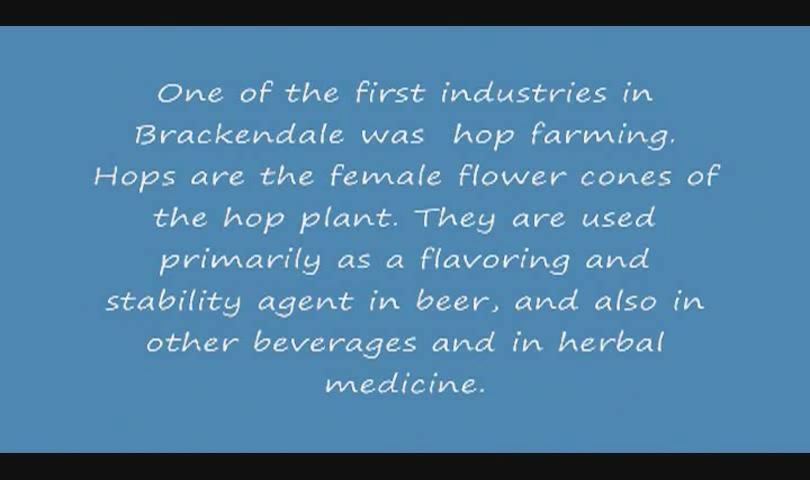 One of the first industries in
Brackendale was  hop farming.
Hops are the female flower cones of
the hop plant. They are used
primarily as a flavoring and
stability agent in beer, and also in
other beverages and in herbal
medicine.